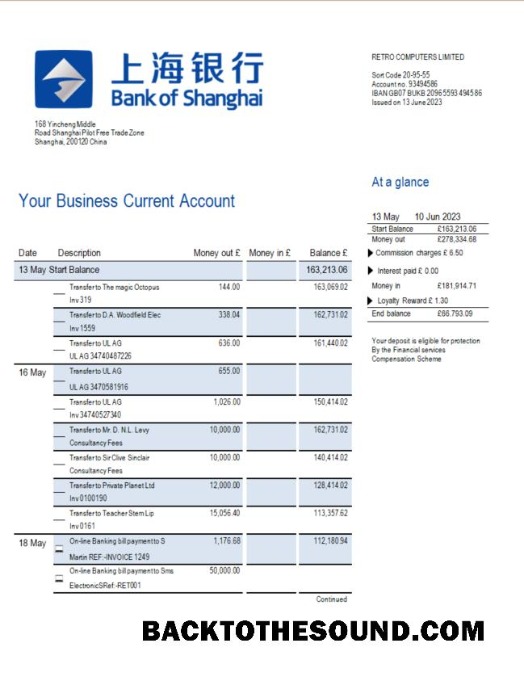 上海银行
Bank of Shanghai
168 Yincheng Middle
Road Shanghai Pilot Free Trade Zone
Shanghai, 200120 China
RETRO COMPUTERS LIMITED
Sort Code 20-95-55
Account no. 93494586
IBAN GB07 BUKB 20965593 494586
Issued on 13 June 2023
At a glance
13 May 10 Jun 2023
Start Balance £163,213.06
Money out £278,334.68
Commission charges £ 6.50
Interest paid £ 0.00
Money in £181,914.71
Loyalty Reward £ 1.30
End balance £66.793.09
Your deposit is eligible for protection
By the Financial services
Compensation Scheme
Your Business Current Account
Date Description Money out £ Money in £ Balance £
13 May Start Balance 163,213.06
Transfer to The magic Octopus 144.00 163,069.02
Inv 319
Transfer to D.A. Woodfield Elec 338.04 162,731.02
Inv 1559
Transfer to UL AG 636.00 161,440.02
UL AG 34740487226
16 May Transfer to UL AG 655.00
UL AG 3470581916
Transfer to UL AG 1,026.00 150,414.02
Inv 34740527340
Transfer to Mr. D. N.L. Levy 10,000.00 162,731.02
Consultancy Fees
Transfer to Sir Clive Sinclair 10,000.00 140,414.02
Consultancy Fees
Transfer to Private Planet Ltd 12,000.00 128,414.02
Inv 0100190
Transfer to Teacher Stem Lip 15,056.40 113,357.62
Inv 0161
18 May On-line Banking bill payment to S 1,176.68 112,180.94
Martin REF:-INVOICE 1249
On-line Banking bill payment to Sms 50,000.00
ElectronicSRef:-RET001
Continued
BACKTOTHESOUND.COM